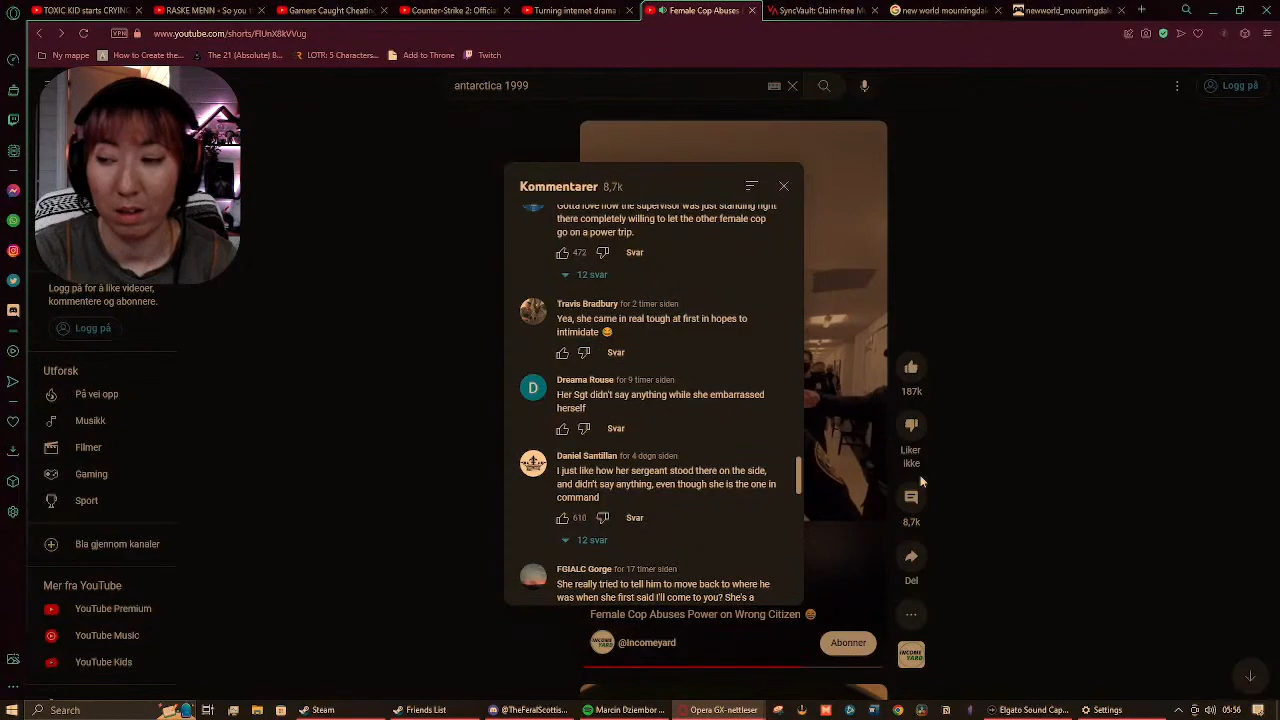 TOXIC KID starts CRYING
RASKE MENN • So you t
Gamers Caught Cheating
Counter-Strike 2: Official
Turning internet drama
Female Cop Abuses
SyncVault: Claim-free M
new world mourningdale
newworld_mourningdale
VPN
www.youtube.com/shorts/FlUnX8kVVug
Ny mappe
How to Create the...
The 21 (Absolute) B...
LOTR: 5 Characters...
Add to Throne
Twitch
antarctica 1999
Logg på
Logg på for å like videoer,
kommentere og abonnere.
Logg på
Utforsk
På vei opp
Musikk
Filmer
Gaming
Sport
Bla gjennom kanaler
Mer fra YouTube
YouTube Premium
YouTube Music
YouTube Kids
Kommentarer 8,7k
Gotta love how the supervisor was just standing right
there completely willing to let the other female cop
go on a power trip.
472 Svar
12 svar
Travis Bradbury for 2 timer siden
Yea, she came in real tough at first in hopes to
intimidate 😆
Svar
D
Dreama Rouse for 9 timer siden
Her Sgt didn't say anything while she embarrassed
herself
Svar
Daniel Santillan for 4 døgn siden
I just like how her sergeant stood there on the side,
and didn't say anything, even though she is the one in
command
610 Svar
12 svar
FGIALC Gorge for 17 timer siden
She really tried to tell him to move back to where he
was when she first said I'll come to you? She's a
Female Cop Abuses Power on Wrong Citizen 😆
INCOME YARD @Incomeyard Abonner
187k
Liker
ikke
8,7k
Del
INCOME
YARD
Search
Steam
Friends List
@TheFeralScottis
Marcin Dziembor
Opera GX-nettleser
Elgato Sound Cap
Settings
05:56